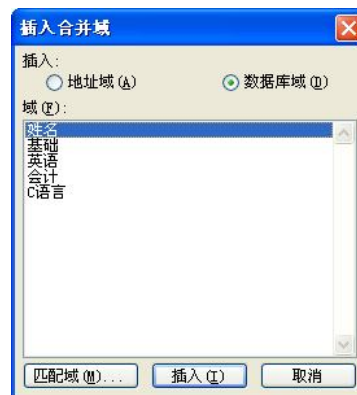 插入合并域
插入:
地址域(A) 数据库域(D)
域(F):
姓名
基础
英语
会计
C语言
匹配域(M)... 插入(I) 取消